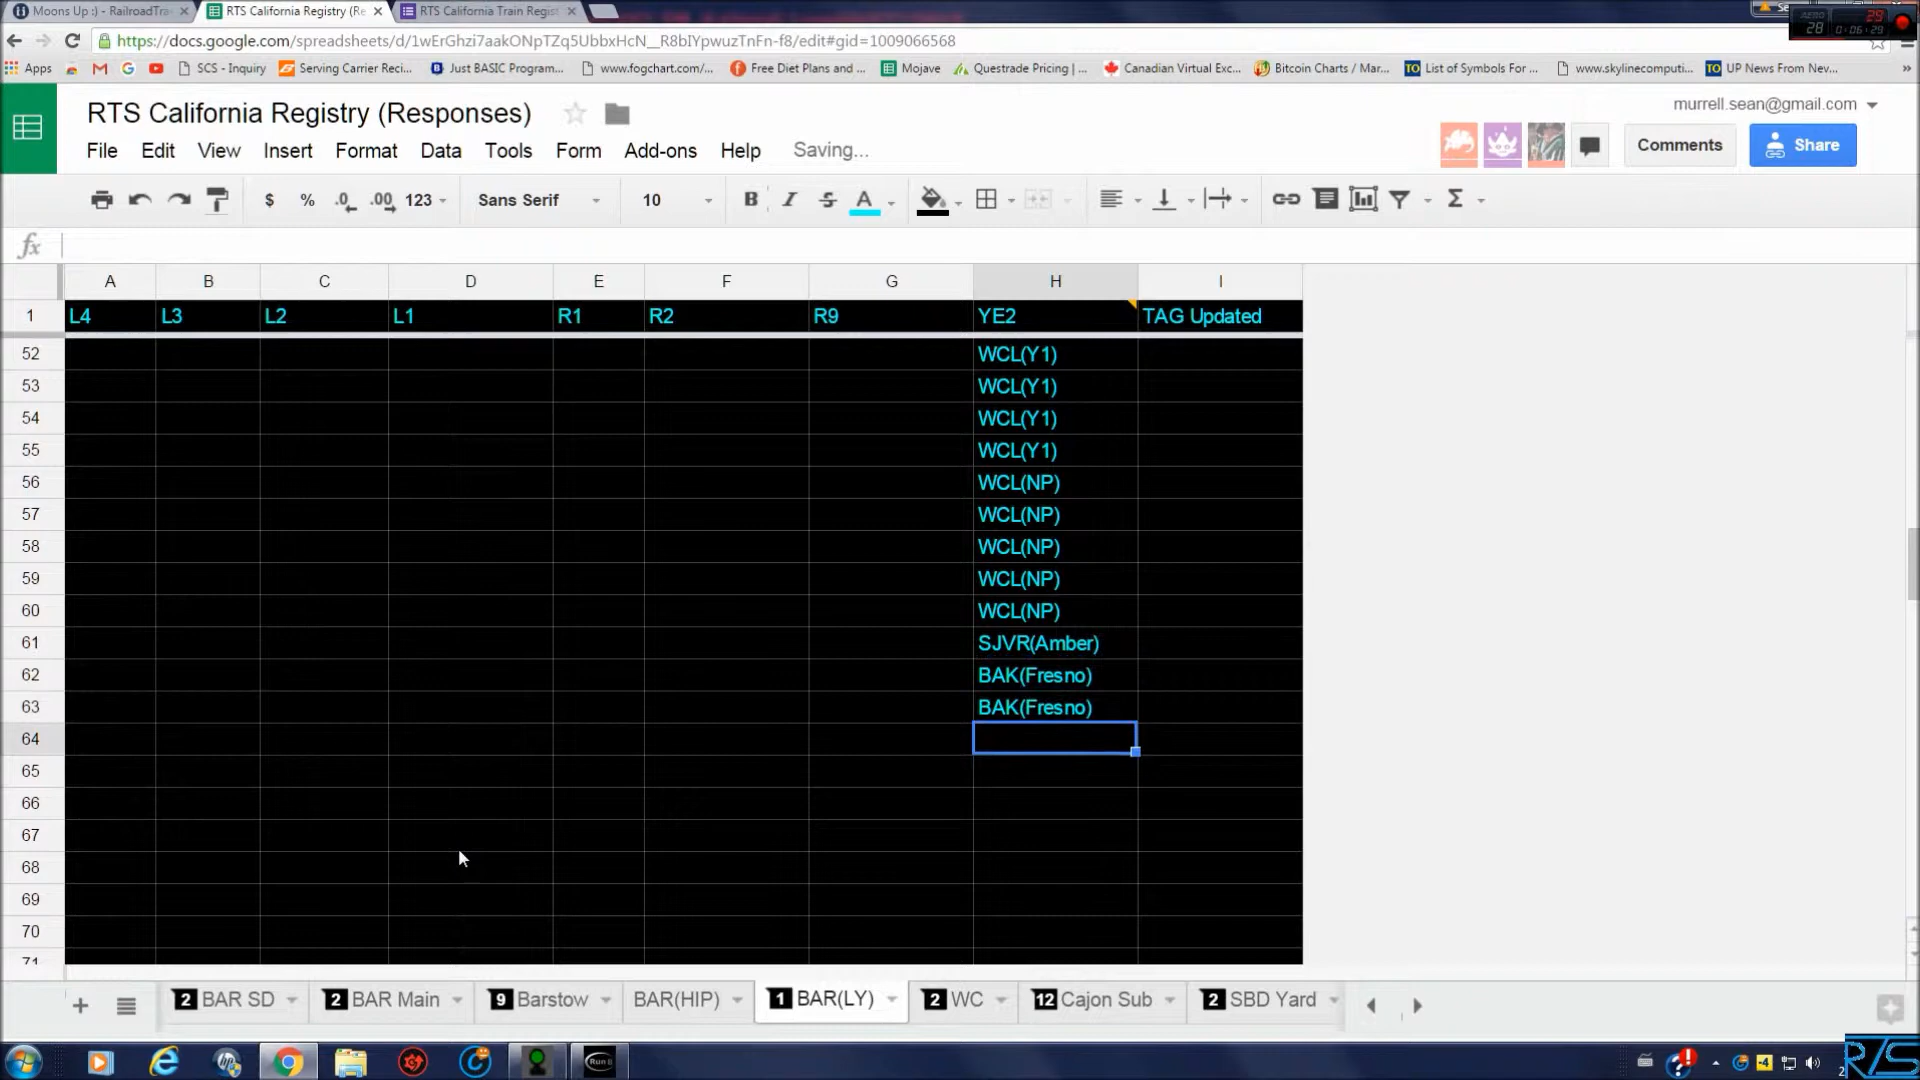 Moons Up :) - RailroadTra
RTS California Registry (Re
RTS California Train Regist
https://docs.google.com/spreadsheets/d/1wErGhzi7aakONpTZq5UbbxHcN__R8bIYpwuzTnFn-f8/edit#gid=1009066568
Apps
SCS - Inquiry
Serving Carrier Reci...
Just BASIC Program...
www.fogchart.com/...
Free Diet Plans and ...
Mojave
Questrade Pricing | ...
Canadian Virtual Exc...
Bitcoin Charts / Mar...
List of Symbols For ...
www.skylinecomputi...
UP News From Nev...
»
RTS California Registry (Responses)
murrell.sean@gmail.com
File Edit View Insert Format Data Tools Form Add-ons Help Saving...
Comments
Share
$ % .0 .00 123 Sans Serif 10 B I S A Σ
fx
A B C D E F G H I
1 L4 L3 L2 L1 R1 R2 R9 YE2 TAG Updated
52 WCL(Y1)
53 WCL(Y1)
54 WCL(Y1)
55 WCL(Y1)
56 WCL(NP)
57 WCL(NP)
58 WCL(NP)
59 WCL(NP)
60 WCL(NP)
61 SJVR(Amber)
62 BAK(Fresno)
63 BAK(Fresno)
64
65
66
67
68
69
70
71
+ 2 BAR SD 2 BAR Main 9 Barstow BAR(HIP) 1 BAR(LY) 2 WC 12 Cajon Sub 2 SBD Yard
Run 8
-4
R/S